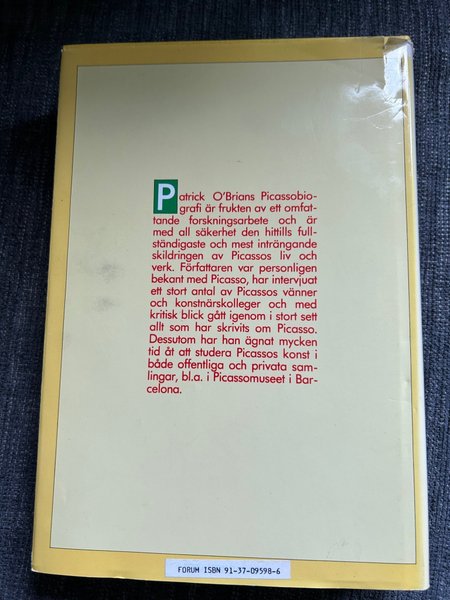 Patrick O'Brians Picassobio-
grafi är frukten av ett omfat-
tande forskningsarbete och är
med all säkerhet den hittills full-
ständigaste och mest inträngande
skildringen av Picassos liv och
verk. Författaren var personligen
bekant med Picasso, har intervjuat
ett stort antal av Picassos vänner
och konstnärskolleger och med
kritisk blick gått igenom i stort sett
allt som har skrivits om Picasso.
Dessutom har han ägnat mycken
tid åt att studera Picassos konst i
både offentliga och privata sam-
lingar, bl.a. i Picassomuseet i Bar-
celona.
FORUM ISBN 91-37-09598-6